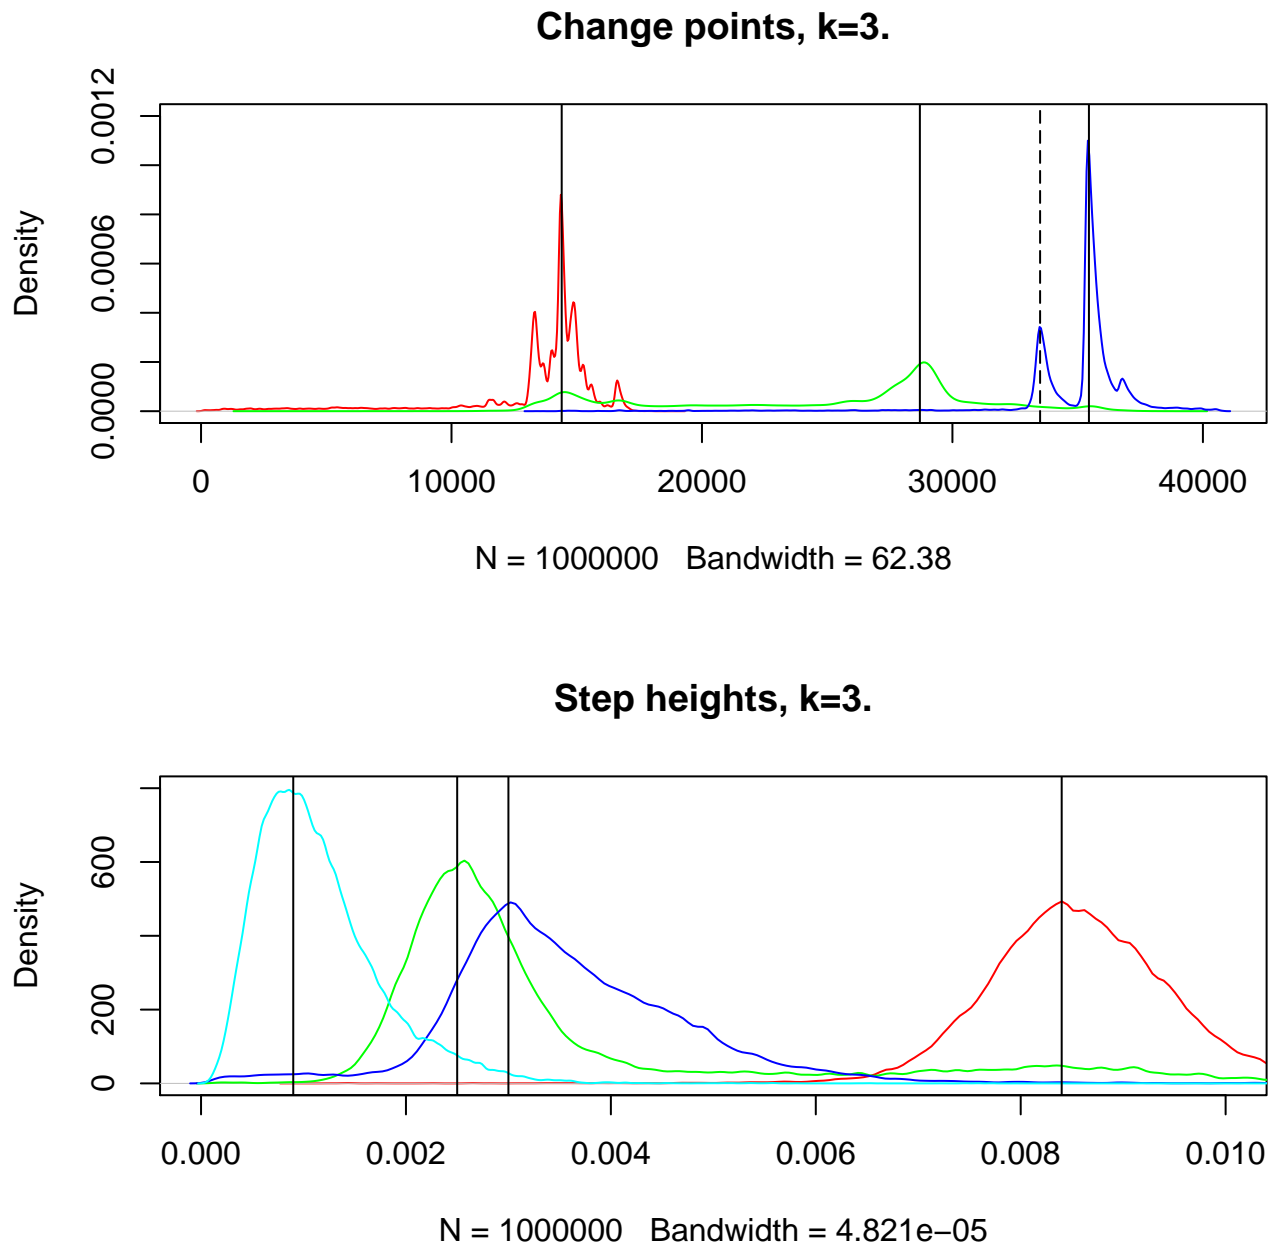 Change points, k=3.
Density
0.0000 0.0006 0.0012
0 10000 20000 30000 40000
N = 1000000 Bandwidth = 62.38
Step heights, k=3.
Density
0 200 600
0.000 0.002 0.004 0.006 0.008 0.010
N = 1000000 Bandwidth = 4.821e−05